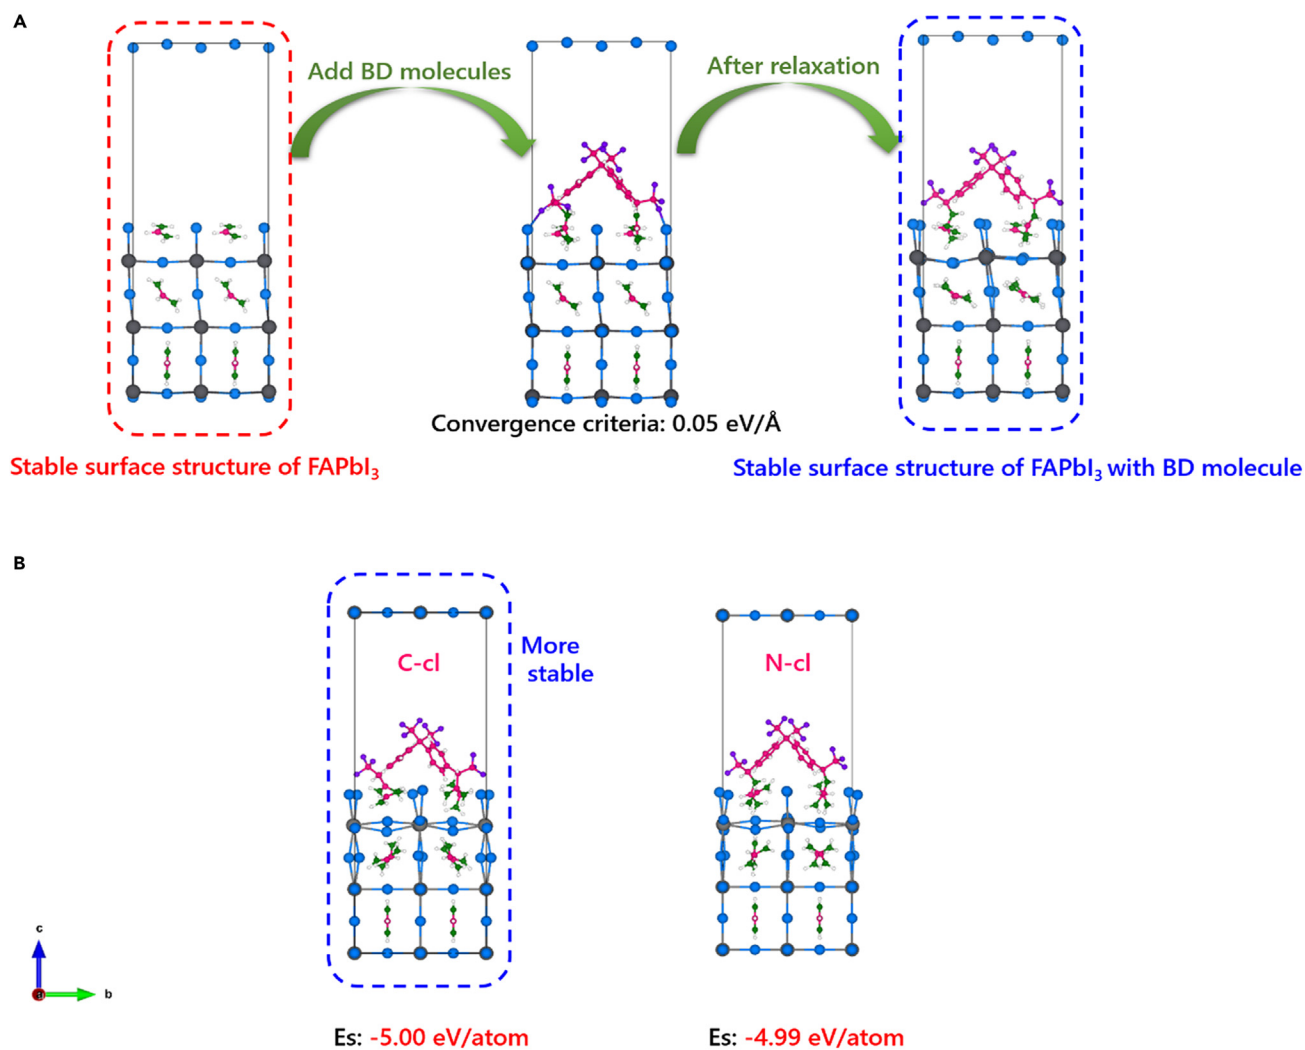 A
Add BD molecules
After relaxation
Convergence criteria: 0.05 eV/Å
Stable surface structure of FAPbI3
Stable surface structure of FAPbI3 with BD molecule
B
C-cl
More
stable
N-cl
c
a
b
Es: -5.00 eV/atom
Es: -4.99 eV/atom